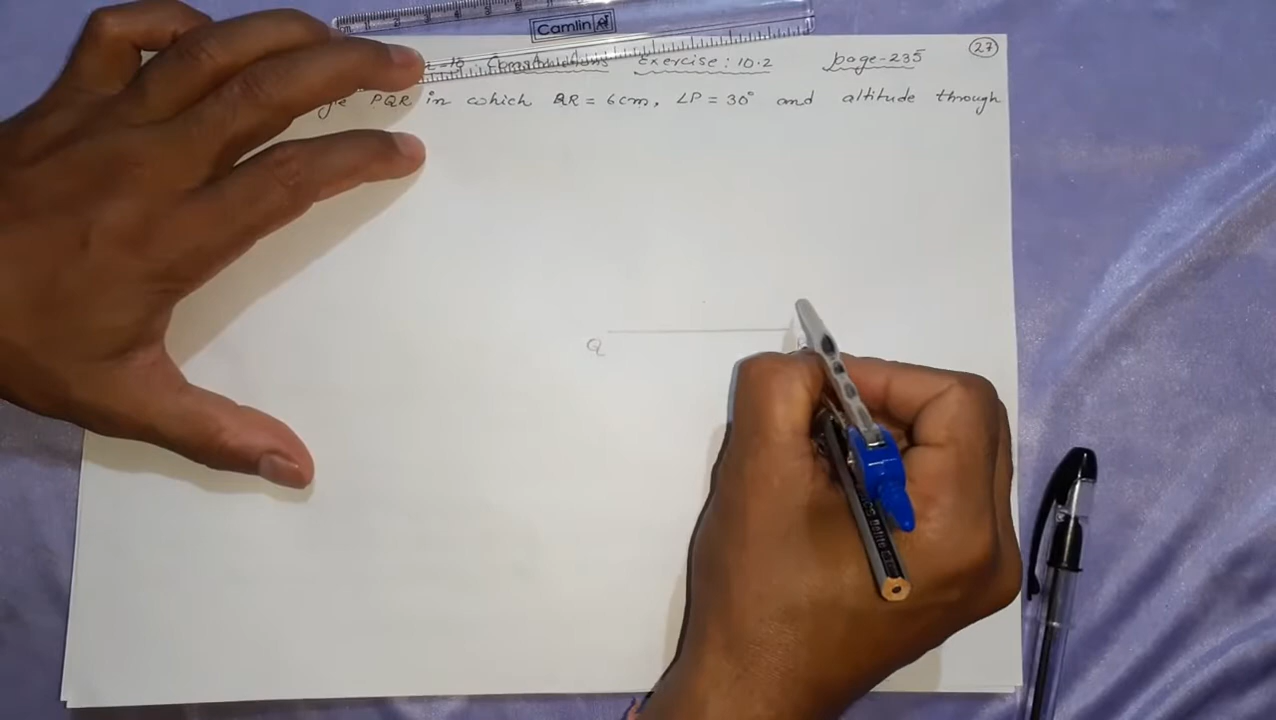 Camlin
Constructions Exercise : 10.2 page-235 27
PQR in which QR = 6cm, ∠P = 30° and altitude through
Q R